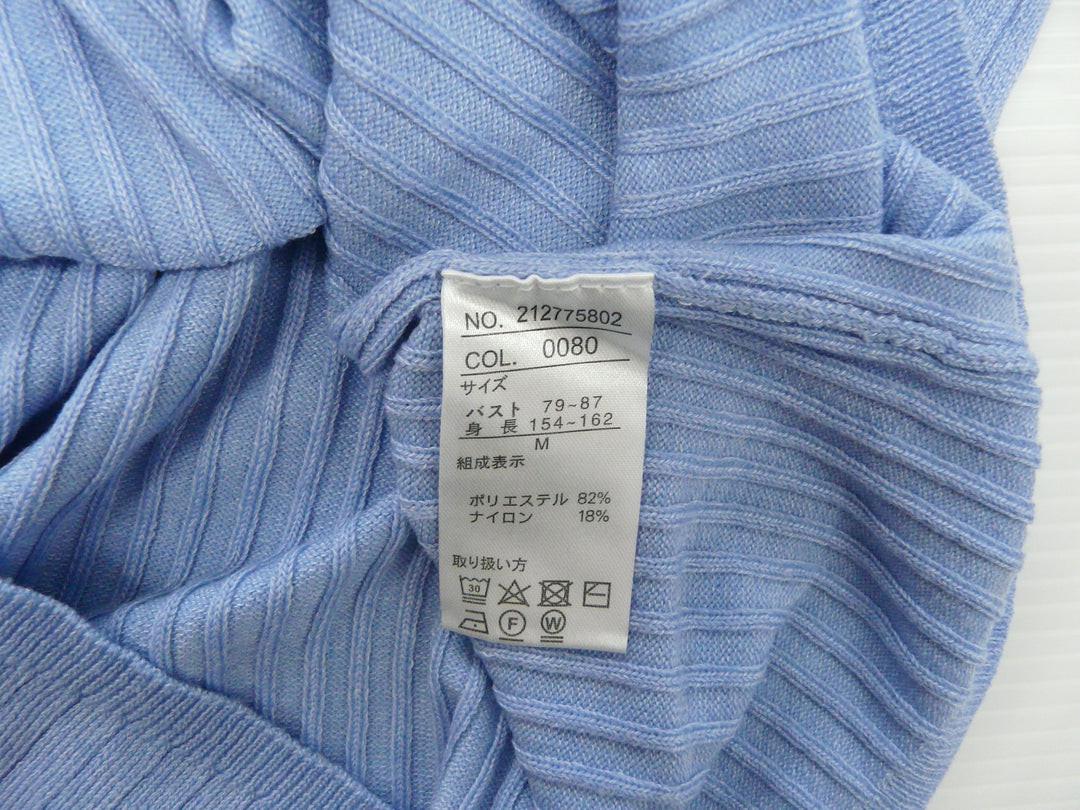 NO. 212775802
COL. 0080
サイズ
バスト 79~87
身長 154~162
M
組成表示
ポリエステル 82%
ナイロン 18%
取り扱い方
30
F W